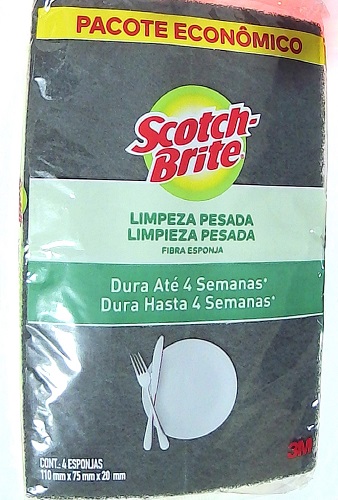 PACOTE ECONÔMICO
Scotch-
Brite
LIMPEZA PESADA
LIMPIEZA PESADA
FIBRA ESPONJA
Dura Até 4 Semanas*
Dura Hasta 4 Semanas*
3M
CONT.: 4 ESPONJAS
110 mm x 75 mm x 20 mm